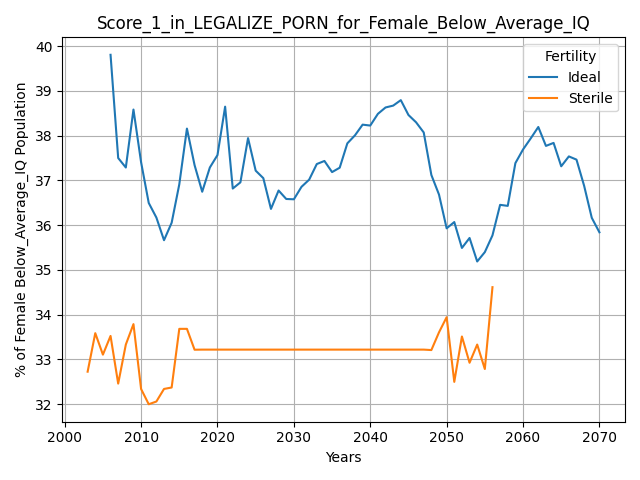 Score_1_in_LEGALIZE_PORN_for_Female_Below_Average_IQ
% of Female Below_Average_IQ Population
40
39
38
37
36
35
34
33
32
Fertility
Ideal
Sterile
2000 2010 2020 2030 2040 2050 2060 2070
Years